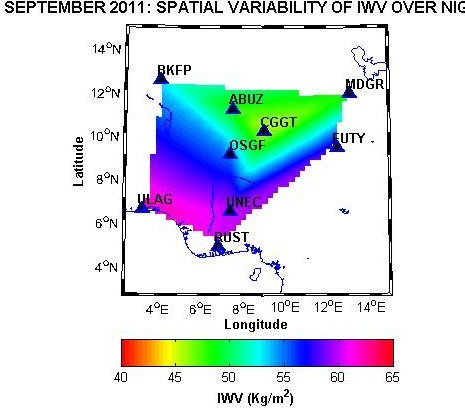 SEPTEMBER 2011: SPATIAL VARIABILITY OF IWV OVER NIG
14°N
BKFP
MDGR
12°N
ABUZ
CGGT
10°N
FUTY
OSGF
Latitude
8°N
ULAG
UNEC
6°N
RUST
4°N
4°E 6°E 8°E 10°E 12°E 14°E
Longitude
40 45 50 55 60 65
IWV (Kg/m²)